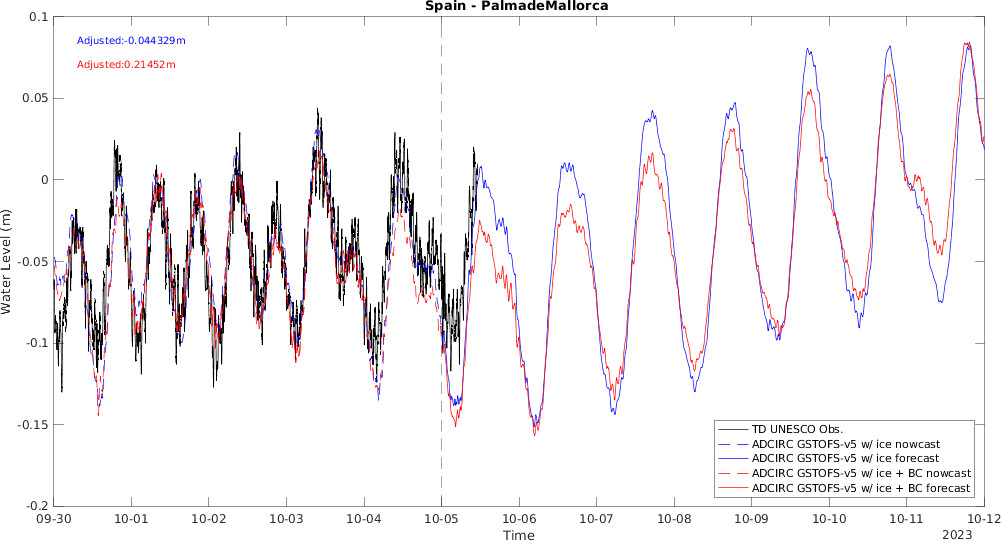 Spain - PalmadeMallorca
Adjusted:-0.044329m
Adjusted:0.21452m
Water Level (m)
0.1
0.05
0
-0.05
-0.1
-0.15
-0.2
TD UNESCO Obs.
ADCIRC GSTOFS-v5 w/ ice nowcast
ADCIRC GSTOFS-v5 w/ ice forecast
ADCIRC GSTOFS-v5 w/ ice + BC nowcast
ADCIRC GSTOFS-v5 w/ ice + BC forecast
09-30 10-01 10-02 10-03 10-04 10-05 10-06 10-07 10-08 10-09 10-10 10-11 10-12
Time
2023